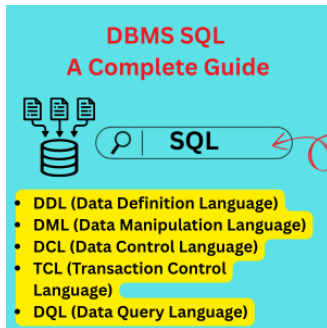 DBMS SQL
A Complete Guide
SQL
• DDL (Data Definition Language)
• DML (Data Manipulation Language)
• DCL (Data Control Language)
• TCL (Transaction Control
Language)
• DQL (Data Query Language)